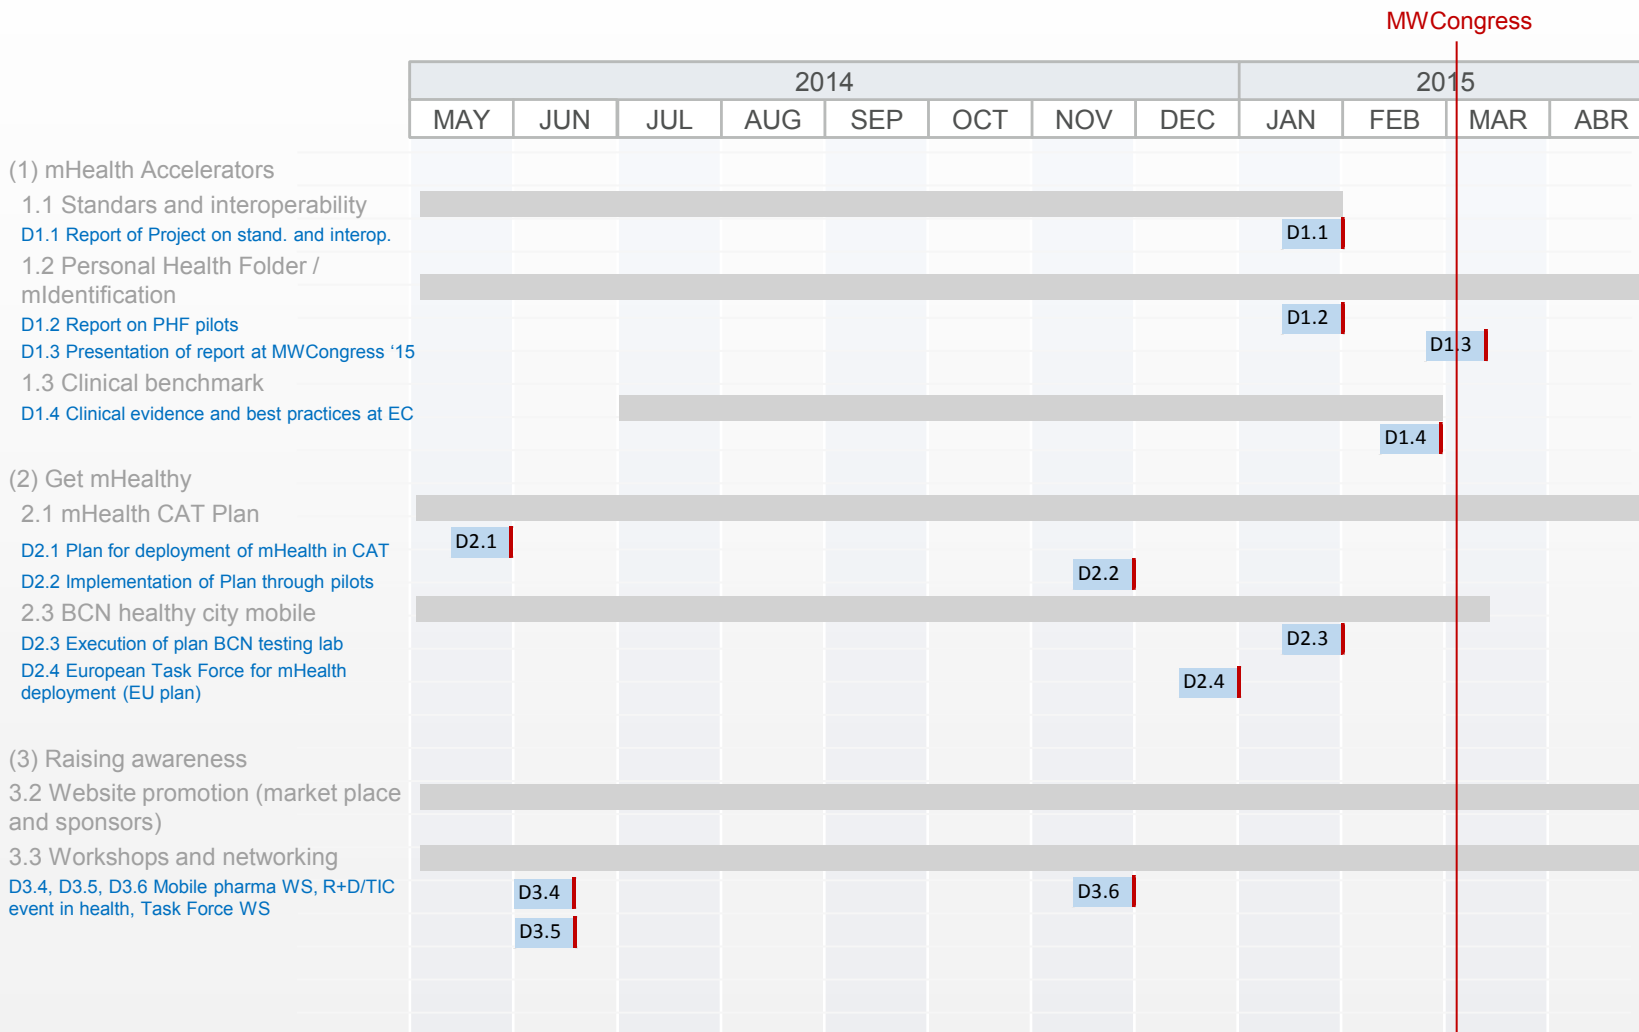 MWCongress
2014
2015
MAY JUN JUL AUG SEP OCT NOV DEC JAN FEB MAR ABR
(1) mHealth Accelerators
1.1 Standars and interoperability
D1.1 Report of Project on stand. and interop.
D1.1
1.2 Personal Health Folder /
mIdentification
D1.2 Report on PHF pilots
D1.2
D1.3 Presentation of report at MWCongress ‘15
D1.3
1.3 Clinical benchmark
D1.4 Clinical evidence and best practices at EC
D1.4
(2) Get mHealthy
2.1 mHealth CAT Plan
D2.1 Plan for deployment of mHealth in CAT
D2.1
D2.2 Implementation of Plan through pilots
D2.2
2.3 BCN healthy city mobile
D2.3 Execution of plan BCN testing lab
D2.3
D2.4 European Task Force for mHealth
deployment (EU plan)
D2.4
(3) Raising awareness
3.2 Website promotion (market place
and sponsors)
3.3 Workshops and networking
D3.4, D3.5, D3.6 Mobile pharma WS, R+D/TIC
event in health, Task Force WS
D3.4
D3.6
D3.5